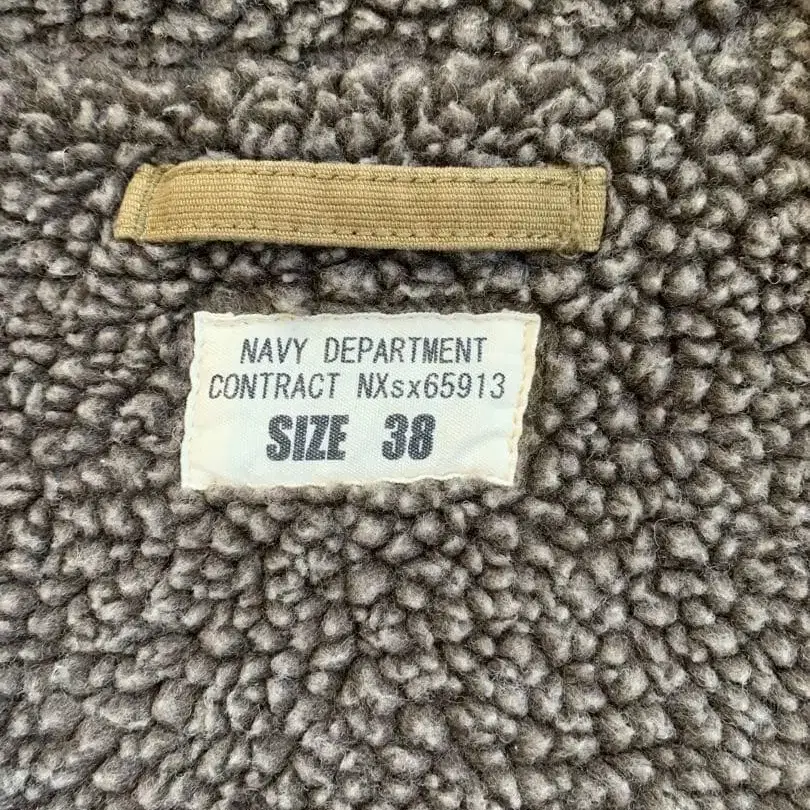 NAVY DEPARTMENT
CONTRACT NXsx65913
SIZE 38